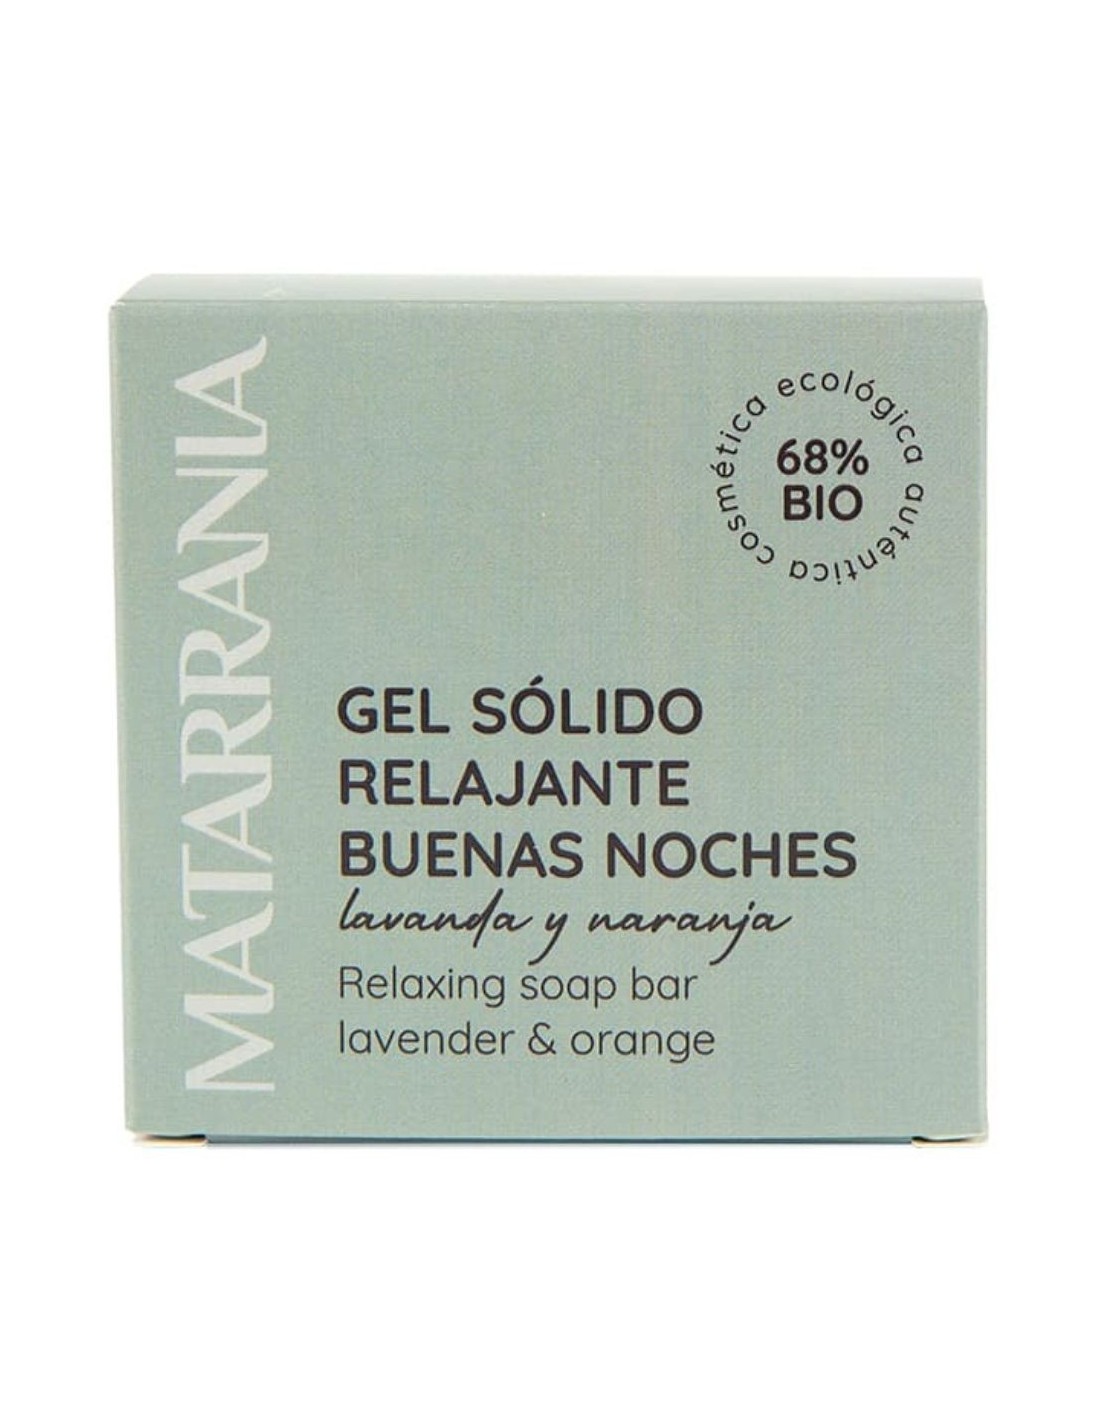 MATARRANIA
cosmética ecológica auténtica
68%
BIO
GEL SÓLIDO
RELAJANTE
BUENAS NOCHES
lavanda y naranja
Relaxing soap bar
lavender & orange